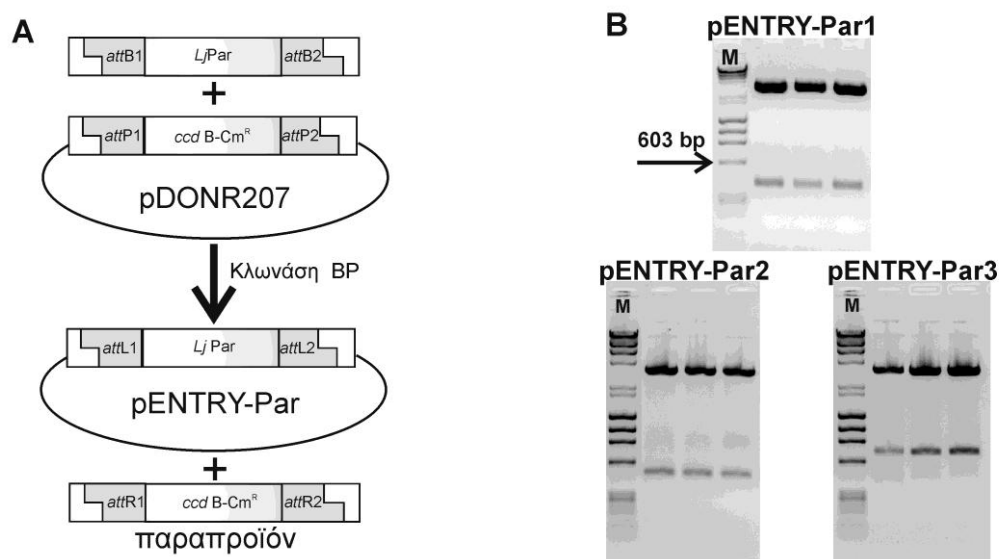 A
attB1 LjPar attB2
+
attP1 ccd B-Cmᴿ attP2
pDONR207
Κλωνάση BP
attL1 Lj Par attL2
pENTRY-Par
+
attR1 ccd B-Cmᴿ attR2
παραπροϊόν
B
pENTRY-Par1
M
603 bp
pENTRY-Par2
M
pENTRY-Par3
M